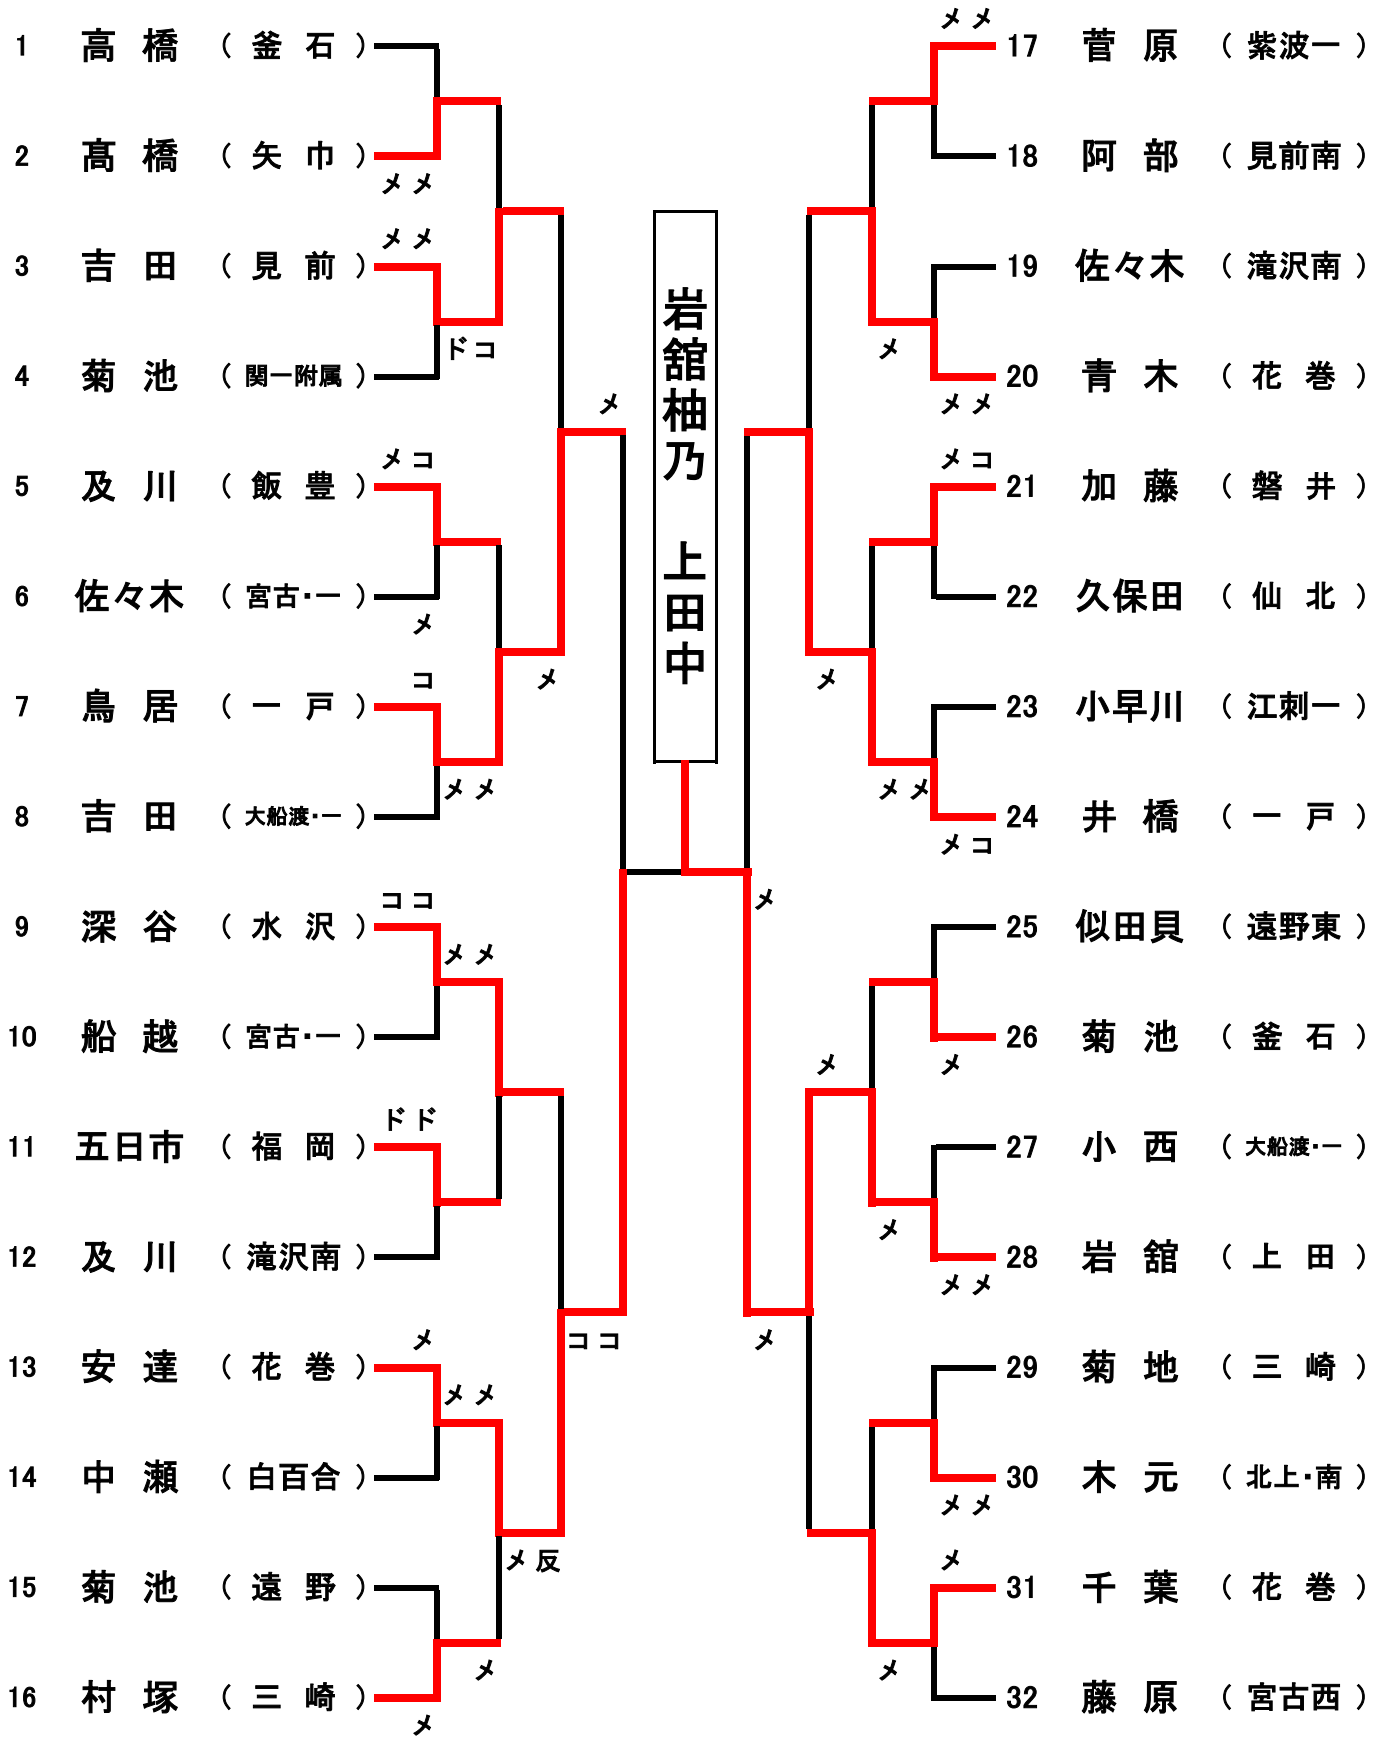 1 高橋 (釜石)
2 髙橋 (矢巾)
メメ
メメ
3 吉田 (見前)
ドコ
4 菊池 (関一附属)
メ
メコ
5 及川 (飯豊)
6 佐々木 (宮古・一)
メ
コ
メ
7 鳥居 (一戸)
メメ
8 吉田 (大船渡・一)
ココ
9 深谷 (水沢)
メメ
10 船越 (宮古・一)
ドド
11 五日市 (福岡)
12 及川 (滝沢南)
メ
ココ
13 安達 (花巻)
メメ
14 中瀬 (白百合)
メ反
15 菊池 (遠野)
メ
16 村塚 (三崎)
メ
岩舘柚乃 上田中
メメ
17 菅原 (紫波一)
18 阿部 (見前南)
19 佐々木 (滝沢南)
メ
20 青木 (花巻)
メメ
メコ
21 加藤 (磐井)
22 久保田 (仙北)
メ
23 小早川 (江刺一)
メメ
24 井橋 (一戸)
メコ
メ
25 似田貝 (遠野東)
26 菊池 (釜石)
メ
メ
27 小西 (大船渡・一)
メ
28 岩舘 (上田)
メメ
メ
29 菊地 (三崎)
30 木元 (北上・南)
メメ
メ
31 千葉 (花巻)
メ
32 藤原 (宮古西)